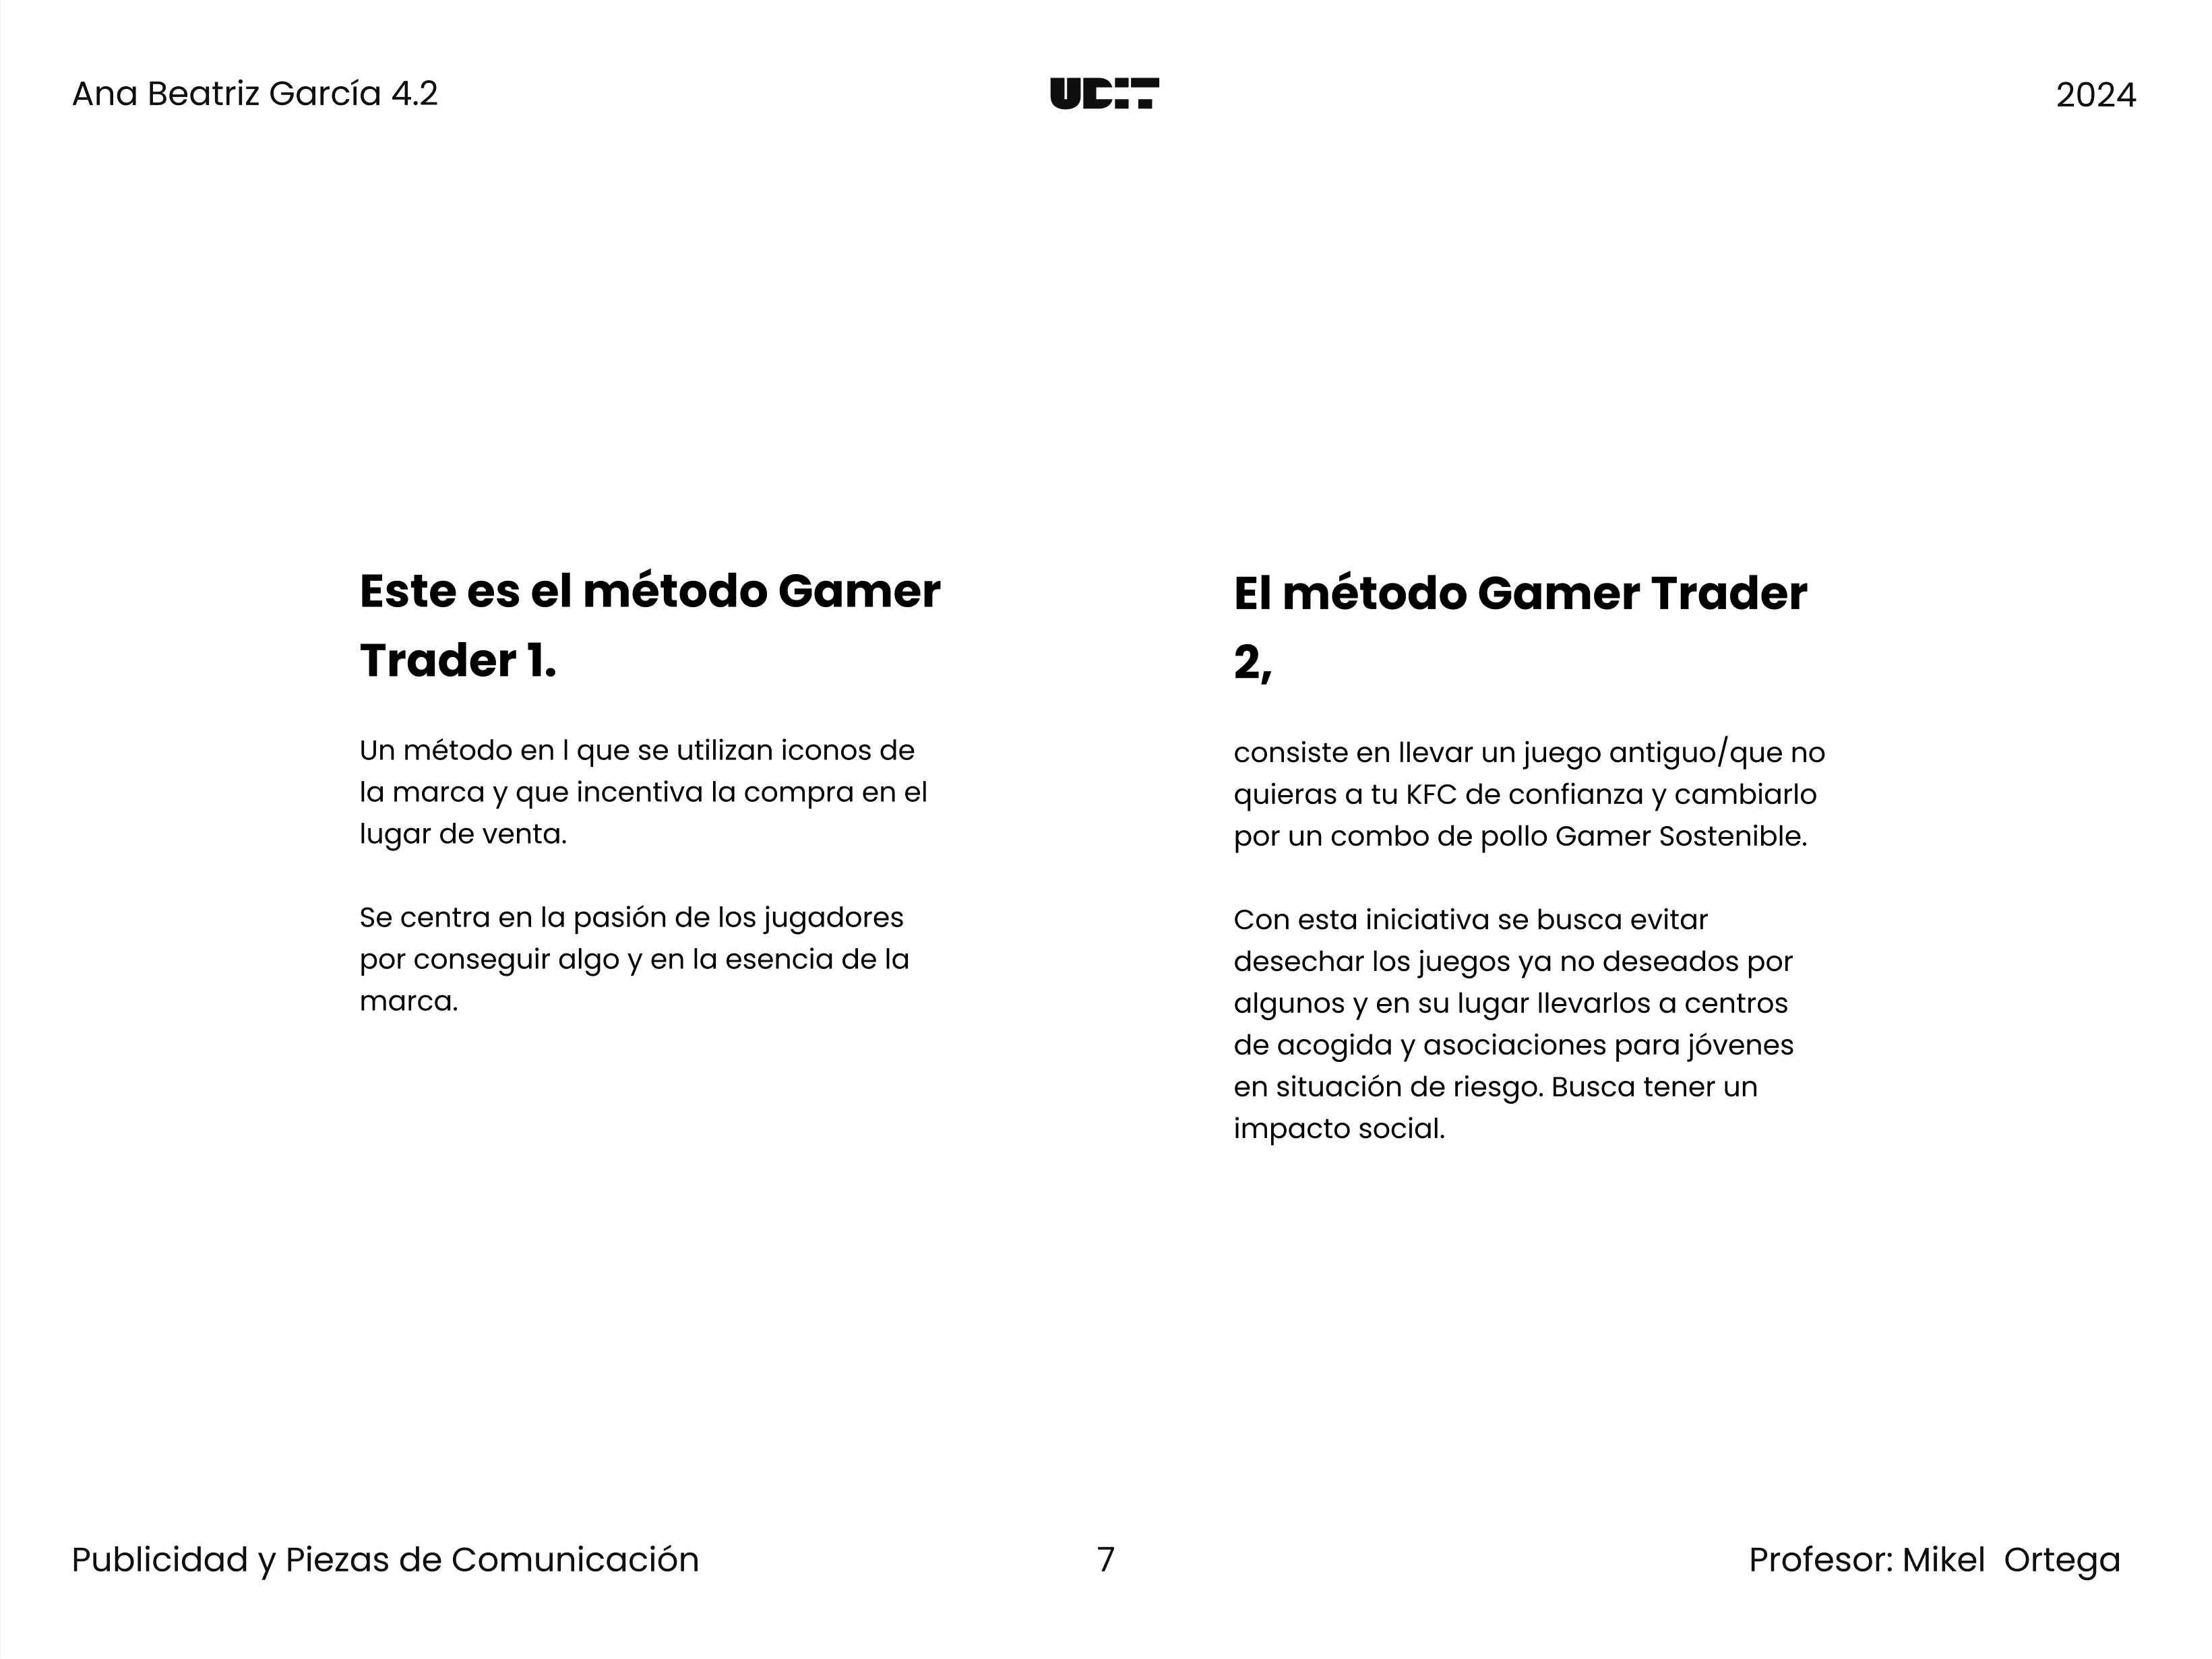 Ana Beatriz García 4.2
UDIT
2024
Este es el método Gamer
Trader 1.
Un método en l que se utilizan iconos de
la marca y que incentiva la compra en el
lugar de venta.
Se centra en la pasión de los jugadores
por conseguir algo y en la esencia de la
marca.
El método Gamer Trader
2,
consiste en llevar un juego antiguo/que no
quieras a tu KFC de confianza y cambiarlo
por un combo de pollo Gamer Sostenible.
Con esta iniciativa se busca evitar
desechar los juegos ya no deseados por
algunos y en su lugar llevarlos a centros
de acogida y asociaciones para jóvenes
en situación de riesgo. Busca tener un
impacto social.
Publicidad y Piezas de Comunicación
7
Profesor: Mikel  Ortega